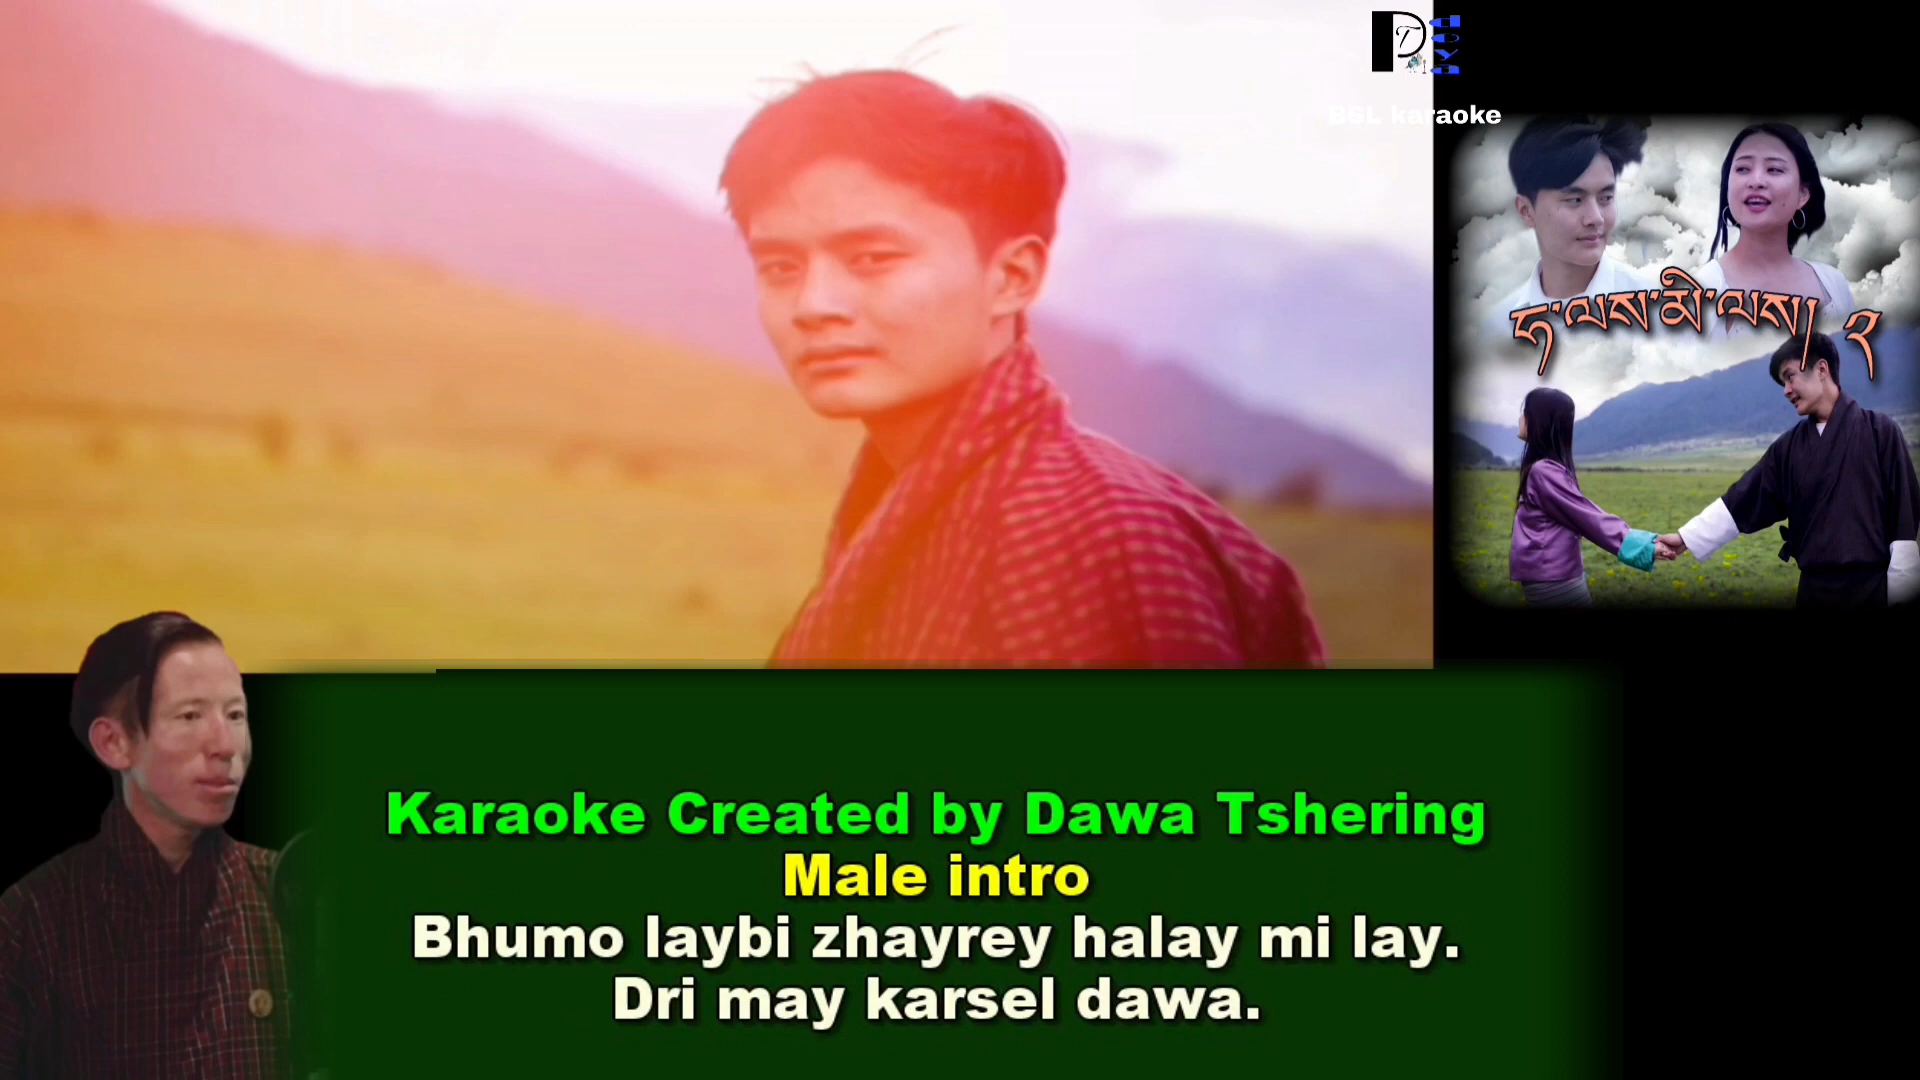 BSL karaoke
ཧ་ལས་མི་ལས། ༢
Karaoke Created by Dawa Tshering
Male intro
Bhumo laybi zhayrey halay mi lay.
Dri may karsel dawa.